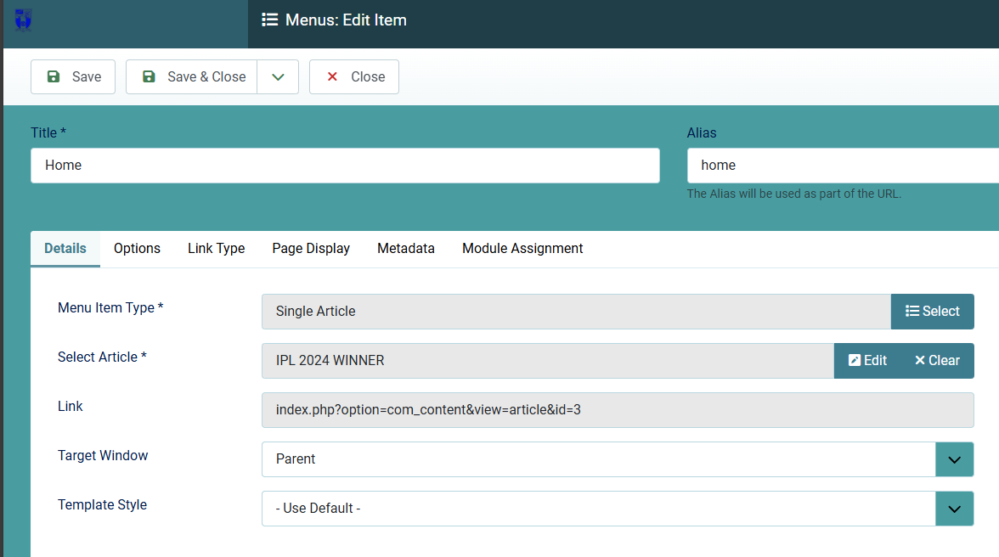 Menus: Edit Item
Save
Save & Close
Close
Title *
Alias
Home
home
The Alias will be used as part of the URL.
Details Options Link Type Page Display Metadata Module Assignment
Menu Item Type * Single Article Select
Select Article * IPL 2024 WINNER Edit Clear
Link index.php?option=com_content&view=article&id=3
Target Window Parent
Template Style - Use Default -